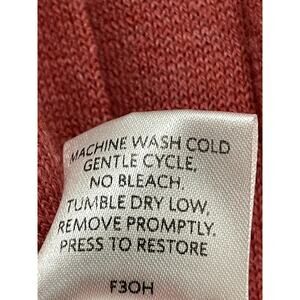 MACHINE WASH COLD
GENTLE CYCLE,
NO BLEACH,
TUMBLE DRY LOW,
REMOVE PROMPTLY.
PRESS TO RESTORE
F3OH